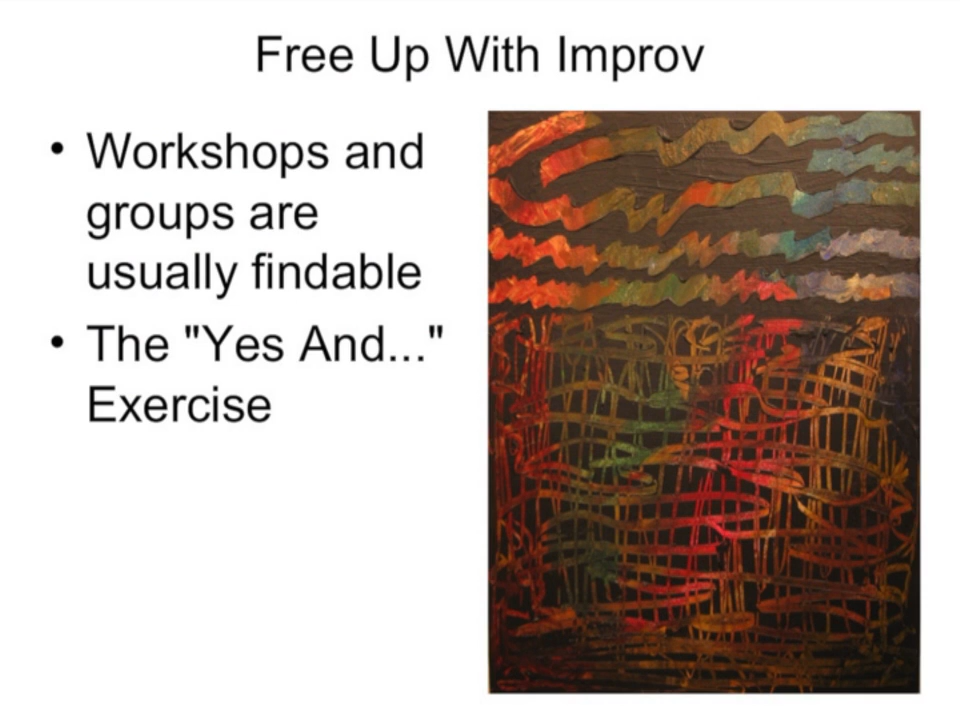 Free Up With Improv
• Workshops and
groups are
usually findable
• The "Yes And..."
Exercise